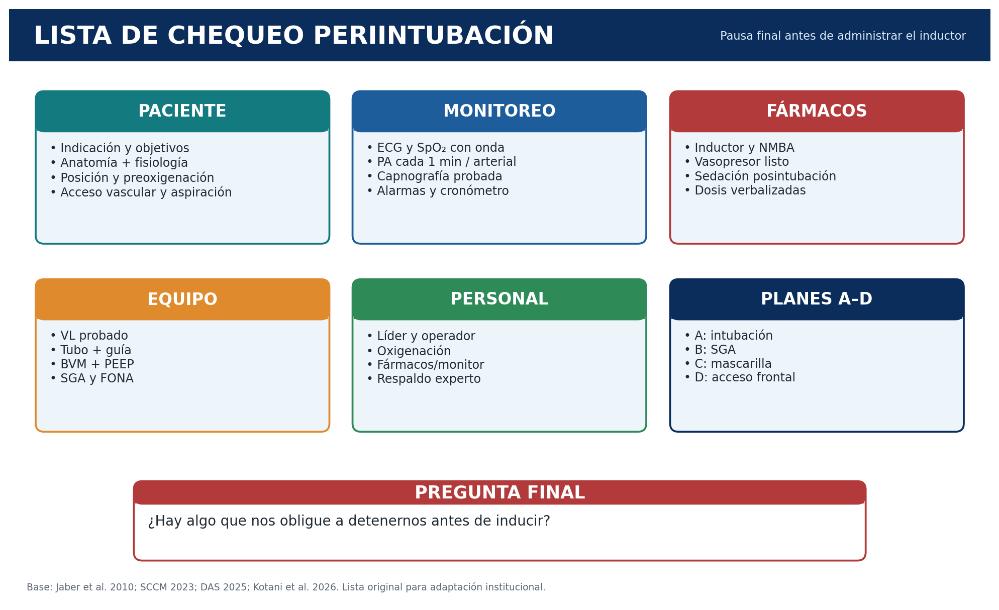 LISTA DE CHEQUEO PERIINTUBACIÓN
Pausa final antes de administrar el inductor
PACIENTE
• Indicación y objetivos
• Anatomía + fisiología
• Posición y preoxigenación
• Acceso vascular y aspiración
MONITOREO
• ECG y SpO₂ con onda
• PA cada 1 min / arterial
• Capnografía probada
• Alarmas y cronómetro
FÁRMACOS
• Inductor y NMBA
• Vasopresor listo
• Sedación posintubación
• Dosis verbalizadas
EQUIPO
• VL probado
• Tubo + guía
• BVM + PEEP
• SGA y FONA
PERSONAL
• Líder y operador
• Oxigenación
• Fármacos/monitor
• Respaldo experto
PLANES A–D
• A: intubación
• B: SGA
• C: mascarilla
• D: acceso frontal
PREGUNTA FINAL
¿Hay algo que nos obligue a detenernos antes de inducir?
Base: Jaber et al. 2010; SCCM 2023; DAS 2025; Kotani et al. 2026. Lista original para adaptación institucional.